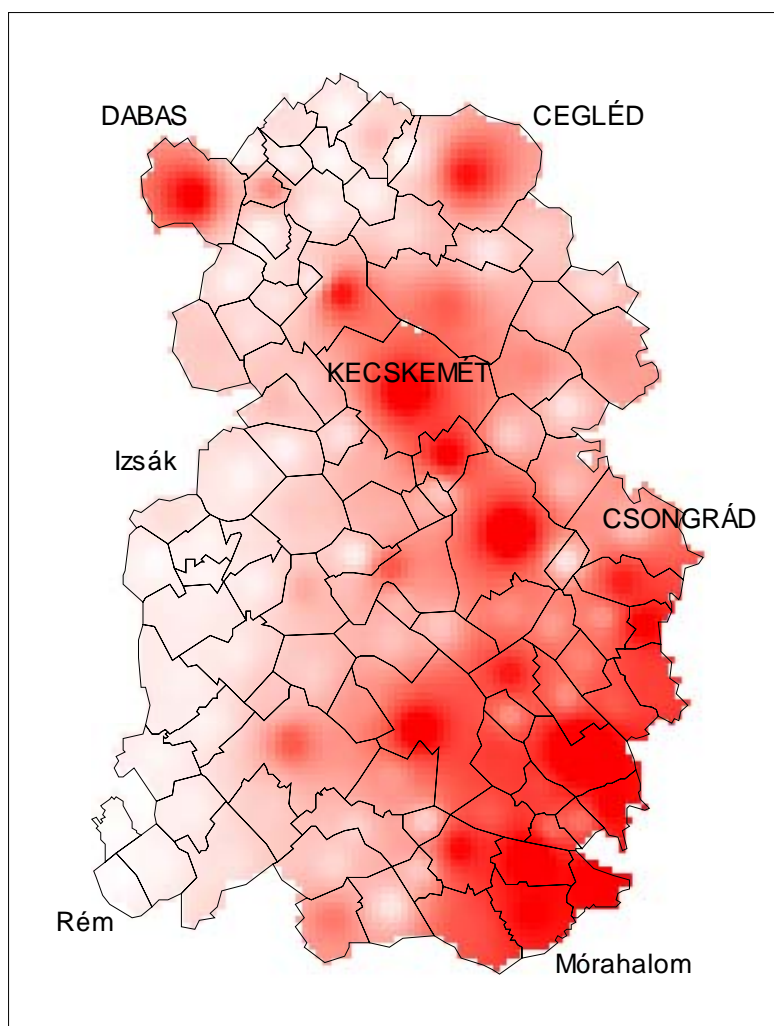 DABAS
CEGLÉD
KECSKEMÉT
Izsák
CSONGRÁD
Rém
Mórahalom